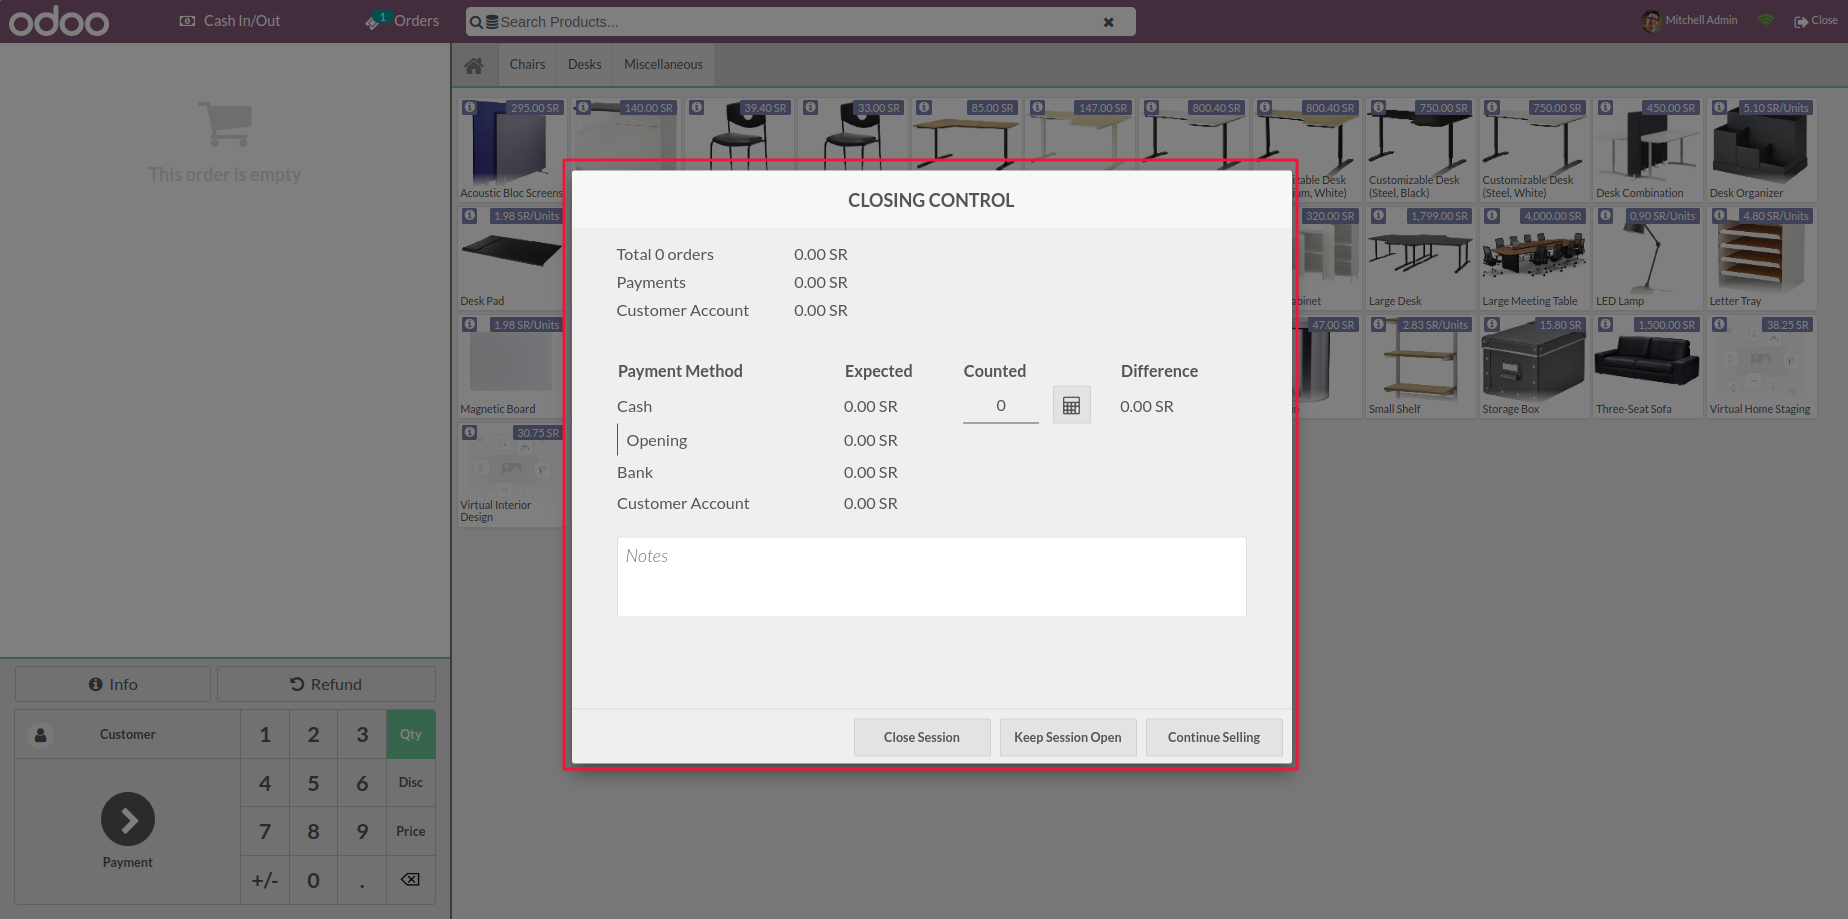 odoo
Cash In/Out
1
Orders
Search Products...
Mitchell Admin
Close
This order is empty
Chairs
Desks
Miscellaneous
295.00 SR
140.00 SR
39.40 SR
33.00 SR
85.00 SR
147.00 SR
800.40 SR
800.40 SR
750.00 SR
750.00 SR
450.00 SR
5.10 SR/Units
Acoustic Bloc Screens
Customizable Desk
(Steel, Black)
Customizable Desk
(Steel, White)
Desk Combination
Desk Organizer
1.98 SR/Units
320.00 SR
1,799.00 SR
4,000.00 SR
0.90 SR/Units
4.80 SR/Units
Desk Pad
Large Desk
Large Meeting Table
LED Lamp
Letter Tray
1.98 SR/Units
47.00 SR
2.83 SR/Units
15.80 SR
1,500.00 SR
38.25 SR
Magnetic Board
Small Shelf
Storage Box
Three-Seat Sofa
Virtual Home Staging
30.75 SR
Virtual Interior
Design
CLOSING CONTROL
Total 0 orders 0.00 SR
Payments 0.00 SR
Customer Account 0.00 SR
Payment Method Expected Counted Difference
Cash 0.00 SR 0 0.00 SR
Opening 0.00 SR
Bank 0.00 SR
Customer Account 0.00 SR
Notes
Close Session
Keep Session Open
Continue Selling
Info
Refund
Customer
1 2 3 Qty
4 5 6 Disc
7 8 9 Price
Payment
+/- 0 .